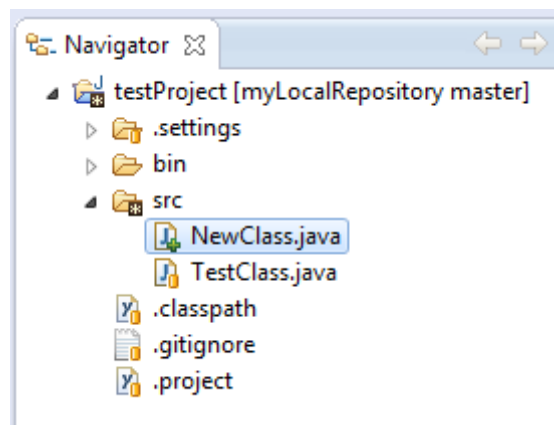 Navigator
testProject [myLocalRepository master]
.settings
bin
src
NewClass.java
TestClass.java
.classpath
.gitignore
.project